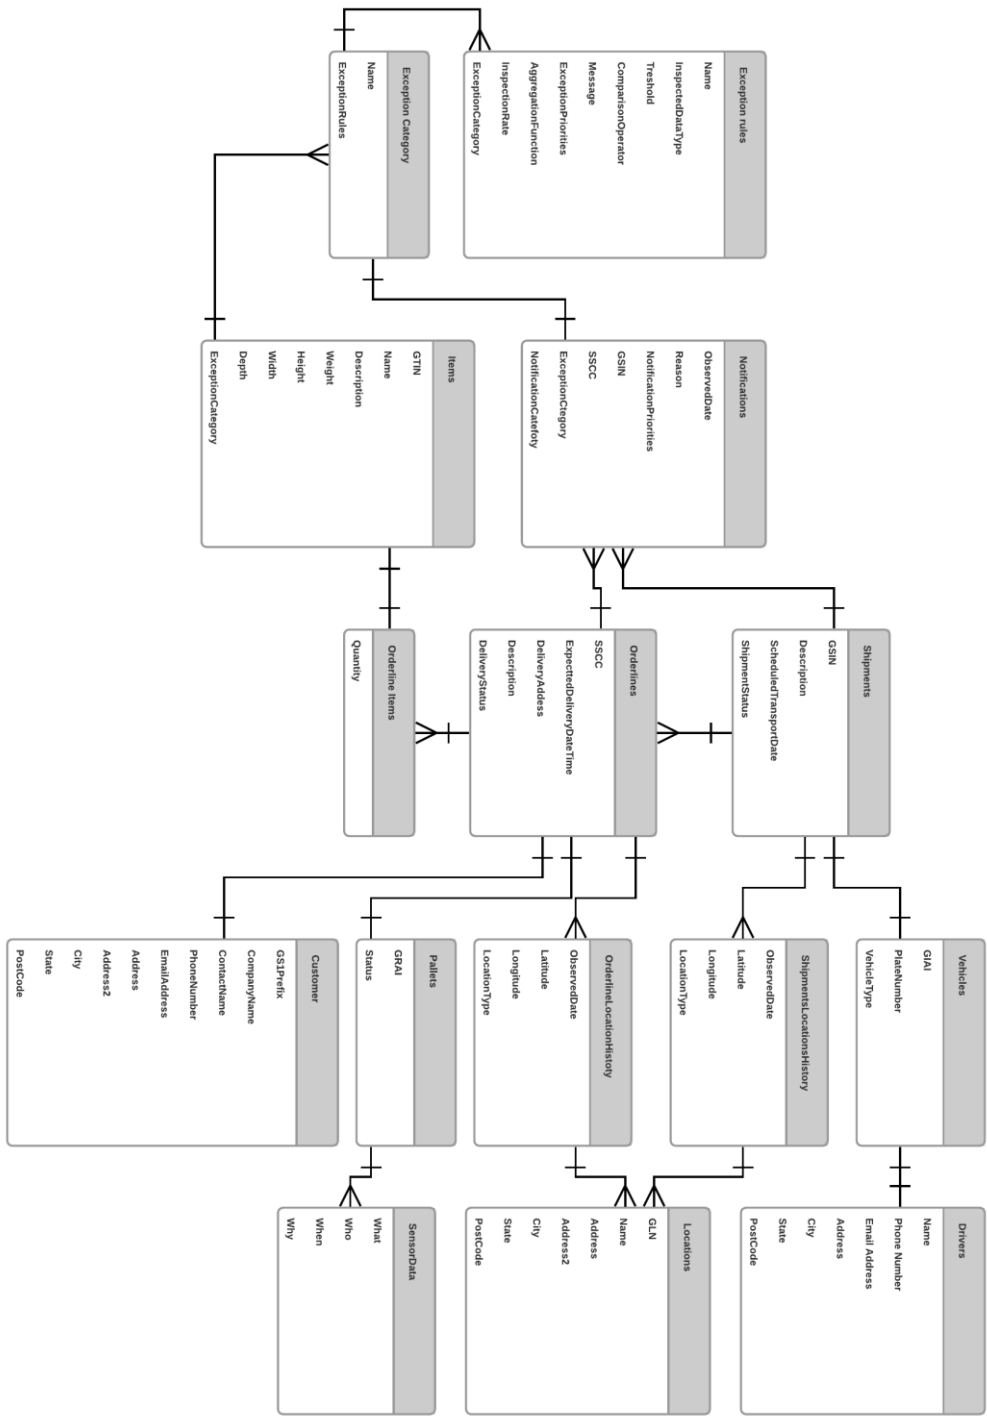 Exception rules
Name
InspectedDataType
Treshold
ComparisonOperator
Message
ExceptionPriorities
AggregationFunction
InspectionRate
ExceptionCategory
Exception Category
Name
ExceptionRules
Notifications
ObservedDate
Reason
NotificationPriorities
GSIN
SSCC
ExceptionCtegory
NotificationCatefoty
Items
GTIN
Name
Description
Weight
Height
Width
Depth
ExceptionCategory
Shipments
GSIN
Description
ScheduledTransportDate
ShipmentStatus
Orderlines
SSCC
ExpecttedDeliveryDateTime
DeliveryAddess
Description
DeliveryStatus
Orderline Items
Quantity
Vehicles
GIAI
PlateNumber
VehicleType
ShipmentsLocationsHistory
ObservedDate
Latitude
Longitude
LocationType
OrderlineLocationHistoty
ObservedDate
Latitude
Longitude
LocationType
Pallets
GRAI
Status
Customer
GS1Prefix
CompanyName
ContactName
PhoneNumber
EmailAddress
Address
Address2
City
State
PostCode
Drivers
Name
Phone Number
Email Address
Address
City
State
PostCode
Locations
GLN
Name
Address
Address2
City
State
PostCode
SensorData
What
Who
When
Why